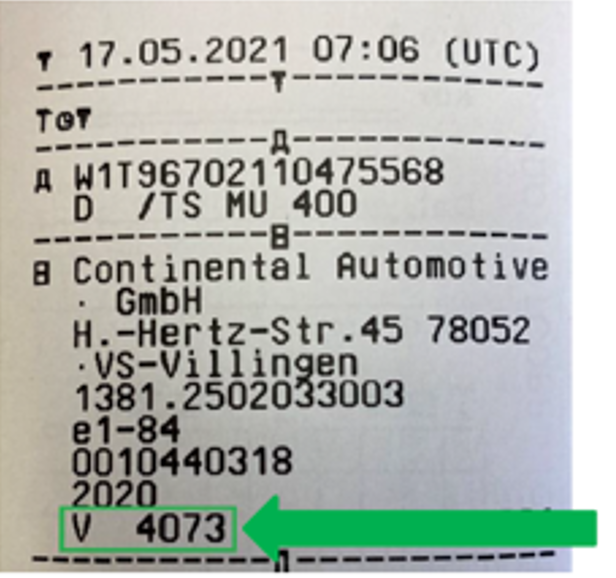 17.05.2021 07:06 (UTC)
W1T96702110475568
D /TS MU 400
Continental Automotive
· GmbH
H.-Hertz-Str.45 78052
·VS-Villingen
1381.2502033003
e1-84
0010440318
2020
V 4073